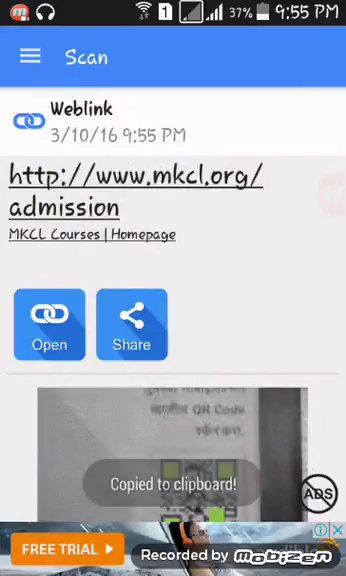 1 37% 9:55 PM
Scan
Weblink
3/10/16 9:55 PM
http://www.mkcl.org/
admission
MKCL Courses | Homepage
Open Share
QR Code
Copied to clipboard!
ADS
FREE TRIAL
Recorded by mobizen